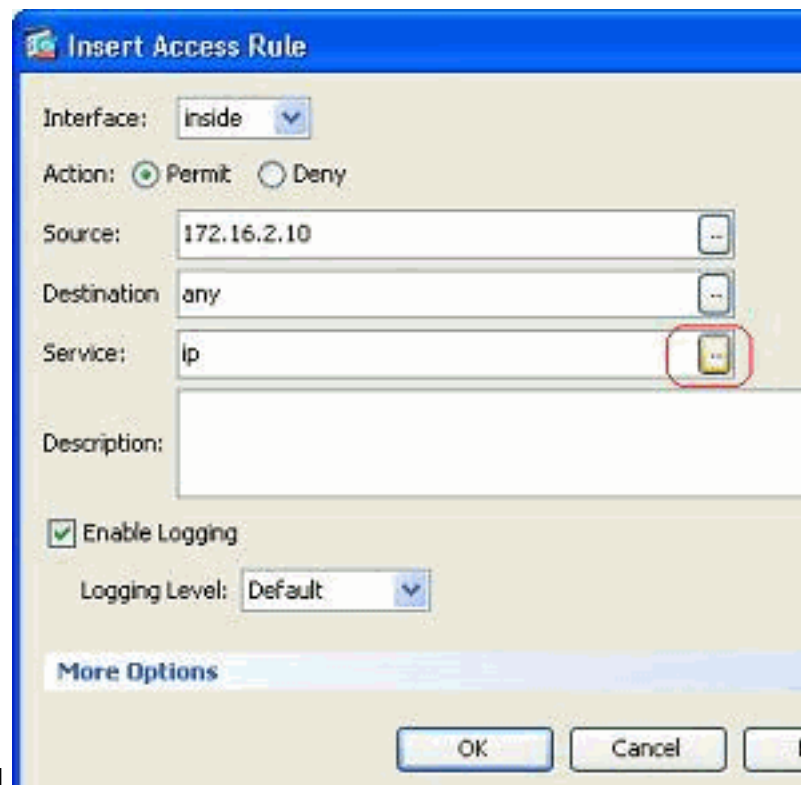 Insert Access Rule
Interface: inside
Action: Permit Deny
Source: 172.16.2.10 ..
Destination any ..
Service: ip ..
Description:
Enable Logging
Logging Level: Default
More Options
OK Cancel